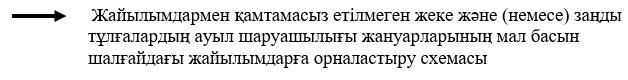 Жайылымдармен қамтамасыз етілмеген жеке және (немесе) заңды
тұлғалардың ауыл шаруашылығы жануарларының мал басын
шалғайдағы жайылымдарға орналастыру схемасы